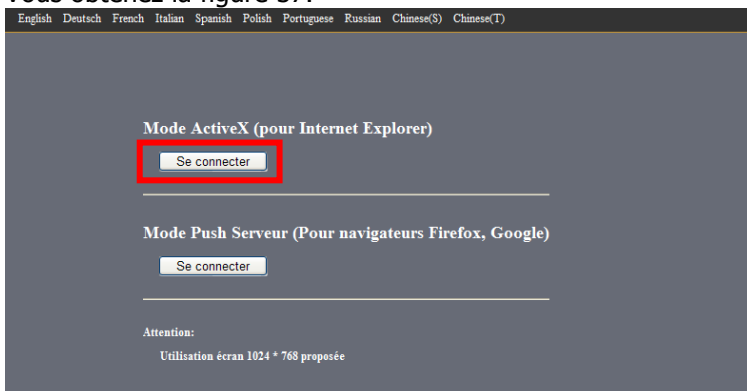 Vous obtenez la figure 37.
English Deutsch French Italian Spanish Polish Portuguese Russian Chinese(S) Chinese(T)
Mode ActiveX (pour Internet Explorer)
Se connecter
Mode Push Serveur (Pour navigateurs Firefox, Google)
Se connecter
Attention:
Utilisation écran 1024 * 768 proposée